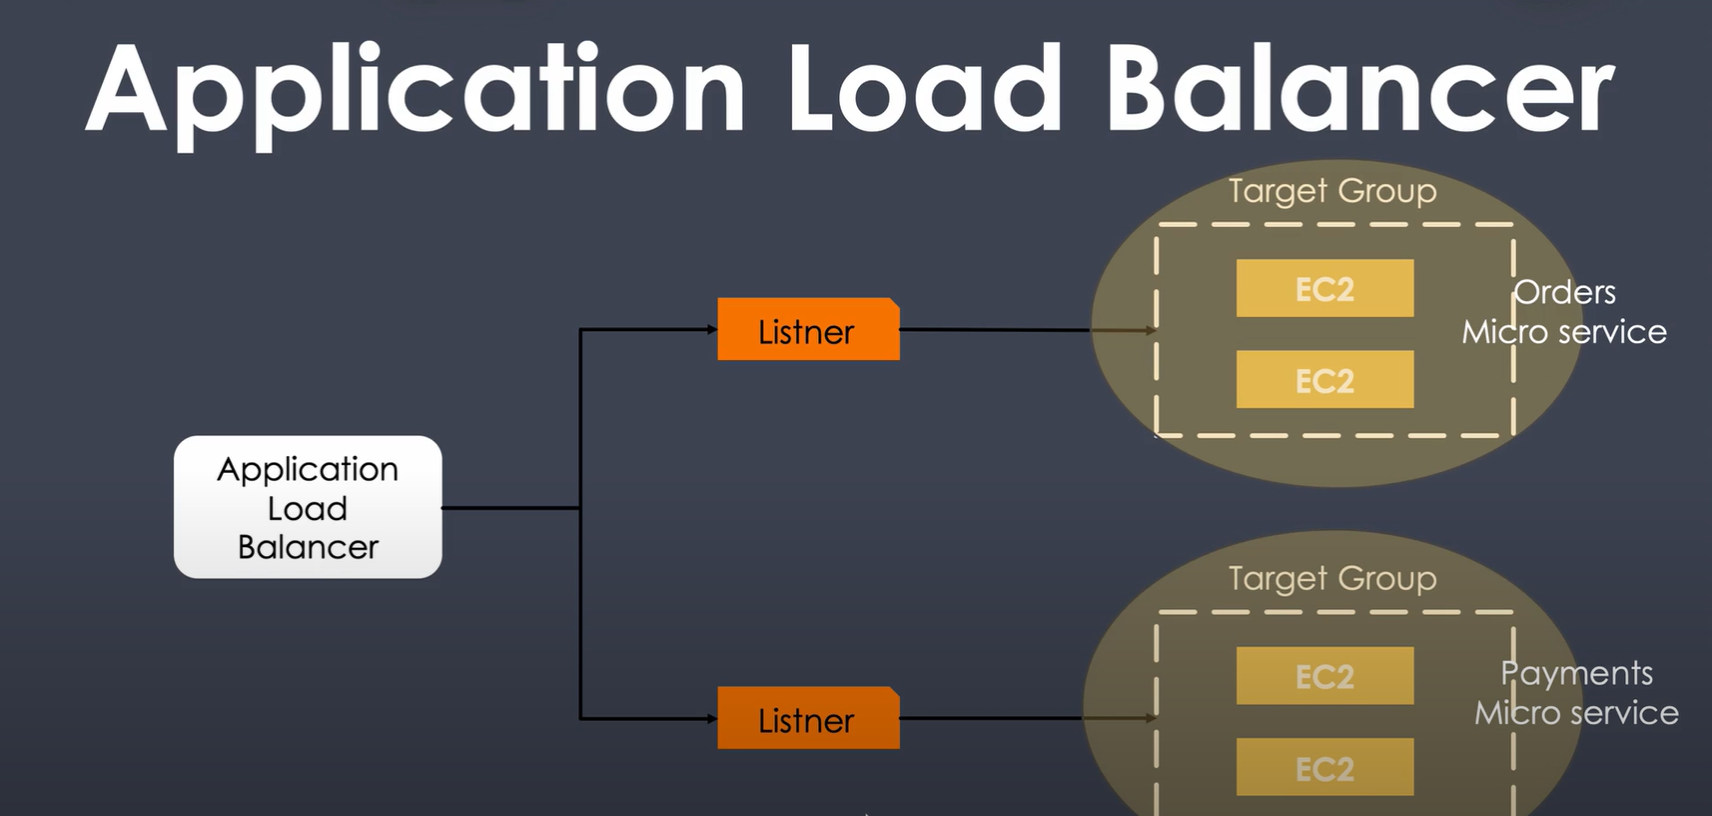 Application Load Balancer
Target Group
EC2
EC2
Orders
Micro service
Listner
Application
Load
Balancer
Target Group
EC2
EC2
Payments
Micro service
Listner